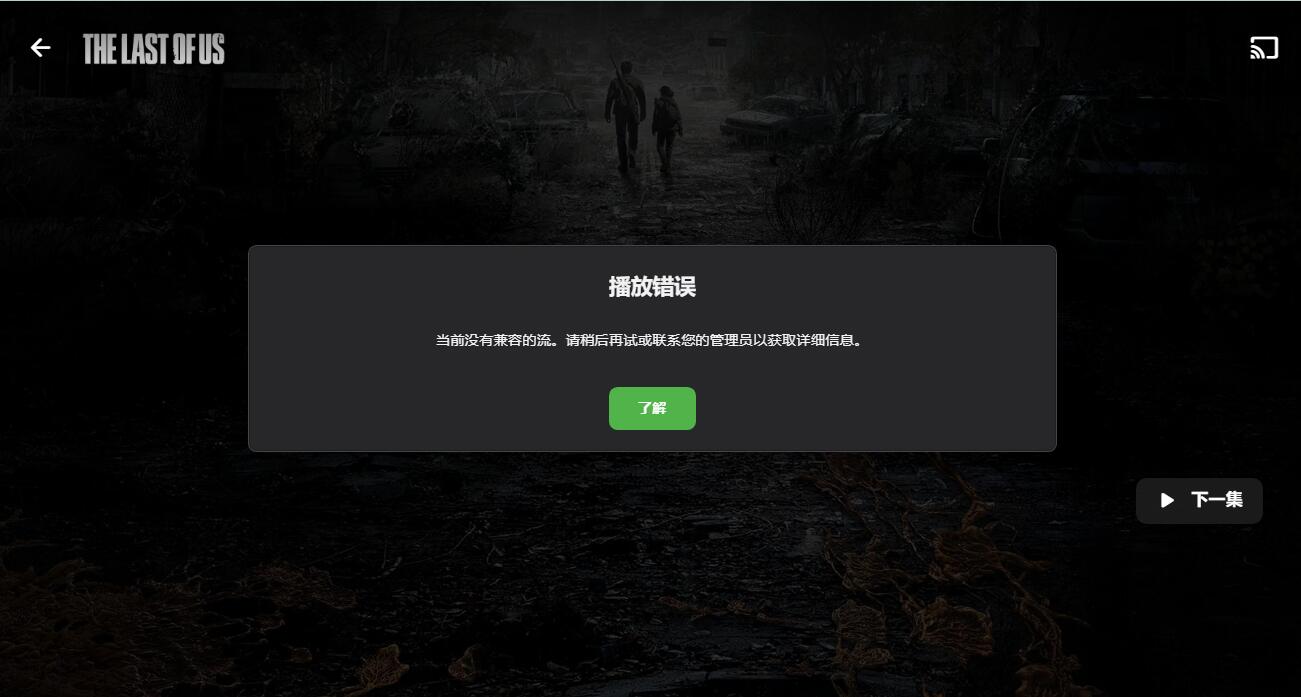 THE LAST OF US
播放错误
当前没有兼容的流。请稍后再试或联系您的管理员以获取详细信息。
了解
下一集